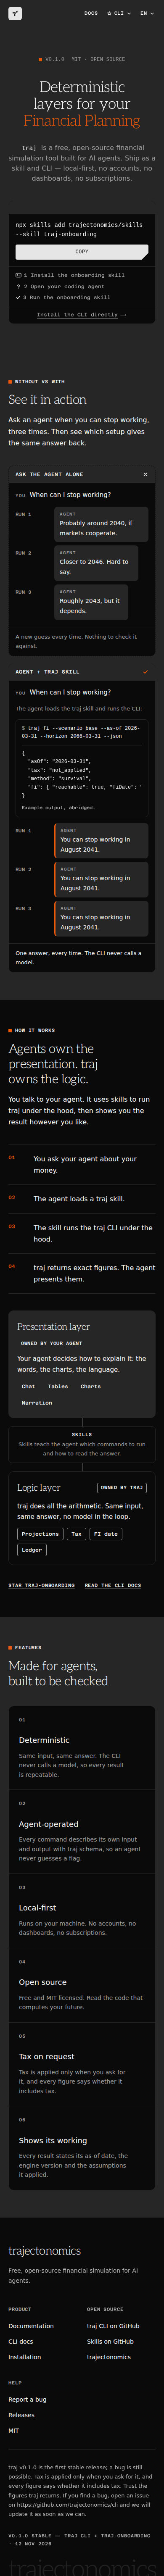 DOCS
CLI
EN
V0.1.0 MIT · OPEN SOURCE
Deterministic
layers for your
Financial Planning
traj is a free, open-source financial
simulation tool built for AI agents. Ship as a
skill and CLI — local-first, no accounts, no
dashboards, no subscriptions.
npx skills add trajectonomics/skills
--skill traj-onboarding
COPY
1 Install the onboarding skill
2 Open your coding agent
3 Run the onboarding skill
Install the CLI directly →
WITHOUT VS WITH
See it in action
Ask an agent when you can stop working,
three times. Then see which setup gives
the same answer back.
ASK THE AGENT ALONE
YOU When can I stop working?
RUN 1
AGENT
Probably around 2040, if
markets cooperate.
RUN 2
AGENT
Closer to 2046. Hard to
say.
RUN 3
AGENT
Roughly 2043, but it
depends.
A new guess every time. Nothing to check it
against.
AGENT + TRAJ SKILL
YOU When can I stop working?
The agent loads the traj skill and runs the CLI:
$ traj fi --scenario base --as-of 2026-
03-31 --horizon 2066-03-31 --json
{
"asOf": "2026-03-31",
"tax": "not_applied",
"method": "survival",
"fi": { "reachable": true, "fiDate": "
}
Example output, abridged.
RUN 1
AGENT
You can stop working in
August 2041.
RUN 2
AGENT
You can stop working in
August 2041.
RUN 3
AGENT
You can stop working in
August 2041.
One answer, every time. The CLI never calls a
model.
HOW IT WORKS
Agents own the
presentation. traj
owns the logic.
You talk to your agent. It uses skills to run
traj under the hood, then shows you the
result however you like.
01
You ask your agent about your
money.
02
The agent loads a traj skill.
03
The skill runs the traj CLI under the
hood.
04
traj returns exact figures. The agent
presents them.
Presentation layer
OWNED BY YOUR AGENT
Your agent decides how to explain it: the
words, the charts, the language.
Chat
Tables
Charts
Narration
SKILLS
Skills teach the agent which commands to run
and how to read the answer.
Logic layer
OWNED BY TRAJ
traj does all the arithmetic. Same input,
same answer, no model in the loop.
Projections
Tax
FI date
Ledger
STAR TRAJ-ONBOARDING
READ THE CLI DOCS
FEATURES
Made for agents,
built to be checked
01
Deterministic
Same input, same answer. The CLI
never calls a model, so every result
is repeatable.
02
Agent-operated
Every command describes its own input
and output with traj schema, so an agent
never guesses a flag.
03
Local-first
Runs on your machine. No accounts, no
dashboards, no subscriptions.
04
Open source
Free and MIT licensed. Read the code that
computes your future.
05
Tax on request
Tax is applied only when you ask for
it, and every figure says whether it
includes tax.
06
Shows its working
Every result states its as-of date, the
engine version and the assumptions
it applied.
trajectonomics
Free, open-source financial simulation for AI
agents.
PRODUCT
Documentation
CLI docs
Installation
OPEN SOURCE
traj CLI on GitHub
Skills on GitHub
trajectonomics
HELP
Report a bug
Releases
MIT
traj v0.1.0 is the first stable release; a bug is still
possible. Tax is applied only when you ask for it, and
every figure says whether it includes tax. Trust the
figures traj returns. If you find a bug, open an issue
on https://github.com/trajectonomics/cli and we will
update it as soon as we can.
V0.1.0 STABLE — TRAJ CLI + TRAJ-ONBOARDING
· 12 NOV 2026
trajectonomics